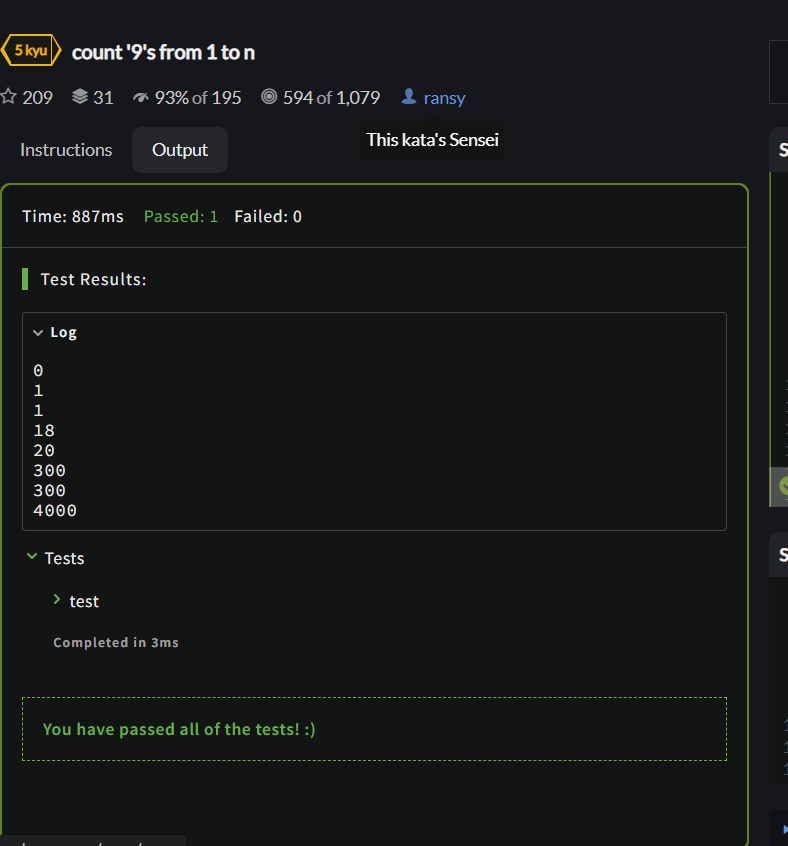 5 kyu count '9's from 1 to n
209 31 93% of 195 594 of 1,079 ransy
This kata's Sensei
Instructions Output
Time: 887ms Passed: 1 Failed: 0
Test Results:
Log
0
1
1
18
20
300
300
4000
Tests
test
Completed in 3ms
You have passed all of the tests! :)